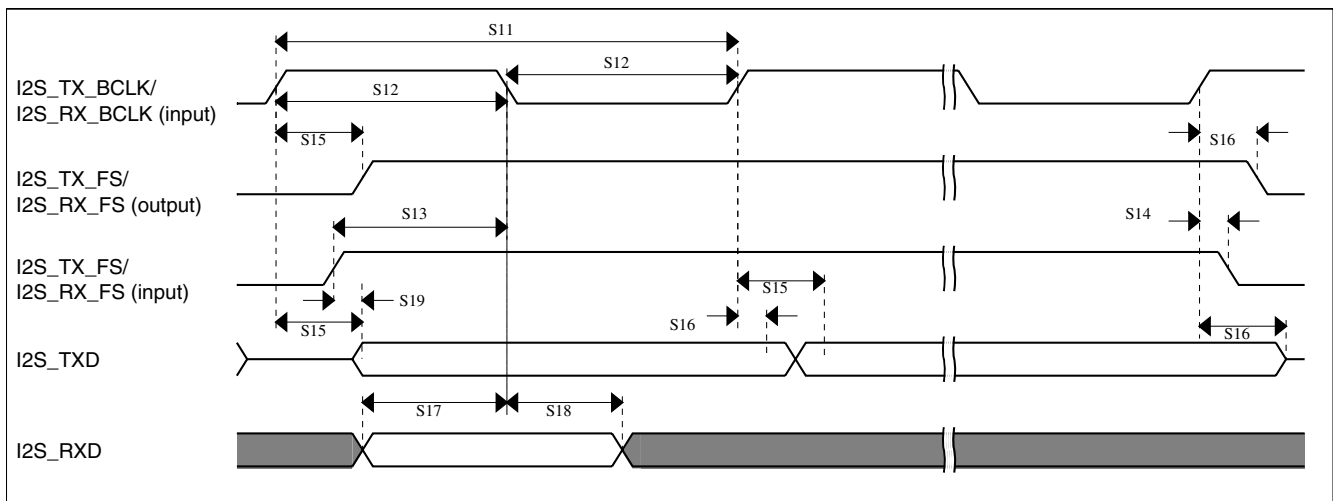 S11
I2S_TX_BCLK/
I2S_RX_BCLK (input)
S12
S12
S15
S16
I2S_TX_FS/
I2S_RX_FS (output)
S13
S14
I2S_TX_FS/
I2S_RX_FS (input)
S15
S19
S15
S16
S16
I2S_TXD
S17
S18
I2S_RXD